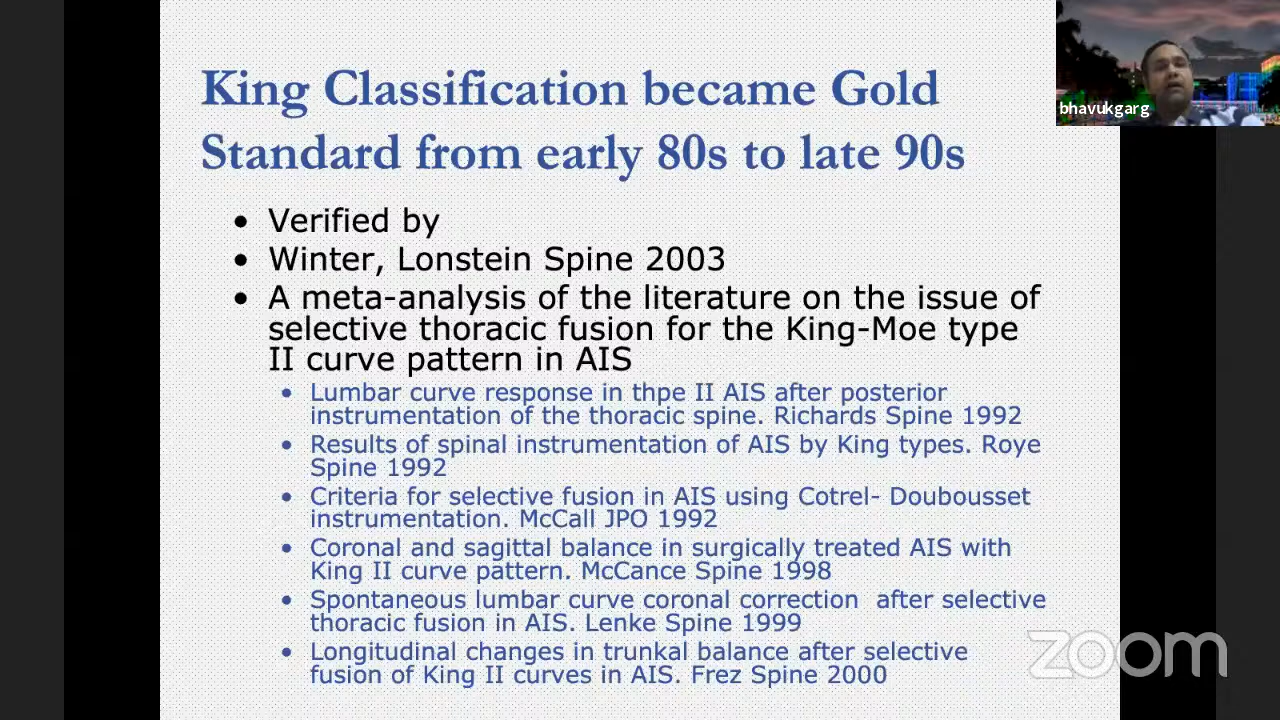 King Classification became Gold
Standard from early 80s to late 90s
bhavukgarg
• Verified by
• Winter, Lonstein Spine 2003
• A meta-analysis of the literature on the issue of
selective thoracic fusion for the King-Moe type
II curve pattern in AIS
• Lumbar curve response in thpe II AIS after posterior
instrumentation of the thoracic spine. Richards Spine 1992
• Results of spinal instrumentation of AIS by King types. Roye
Spine 1992
• Criteria for selective fusion in AIS using Cotrel- Doubousset
instrumentation. McCall JPO 1992
• Coronal and sagittal balance in surgically treated AIS with
King II curve pattern. McCance Spine 1998
• Spontaneous lumbar curve coronal correction  after selective
thoracic fusion in AIS. Lenke Spine 1999
• Longitudinal changes in trunkal balance after selective
fusion of King II curves in AIS. Frez Spine 2000
zoom